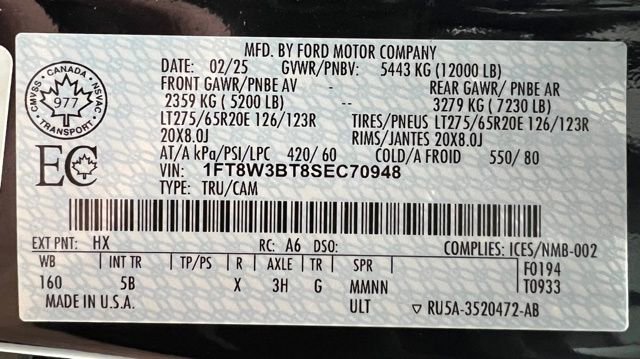 MFD. BY FORD MOTOR COMPANY
DATE: 02/25 GVWR/PNBV: 5443 KG (12000 LB)
FRONT GAWR/PNBE AV - REAR GAWR/ PNBE AR
2359 KG ( 5200 LB) -- 3279 KG ( 7230 LB)
LT275/65R20E 126/123R TIRES/PNEUS LT275/65R20E 126/123R
20X8.0J RIMS/JANTES 20X8.0J
AT/A kPa/PSI/LPC 420/ 60 COLD/A FROID 550/ 80
VIN: 1FT8W3BT8SEC70948
TYPE: TRU/CAM
CANADA
CMVSS NSVAC
977
TRANSPORT
EC
EXT PNT: HX RC: A6 DSO: COMPLIES: ICES/NMB-002
WB INT TR TP/PS R AXLE TR SPR F0194
160 5B X 3H G MMNN T0933
MADE IN U.S.A. ULT ▽ RU5A-3520472-AB